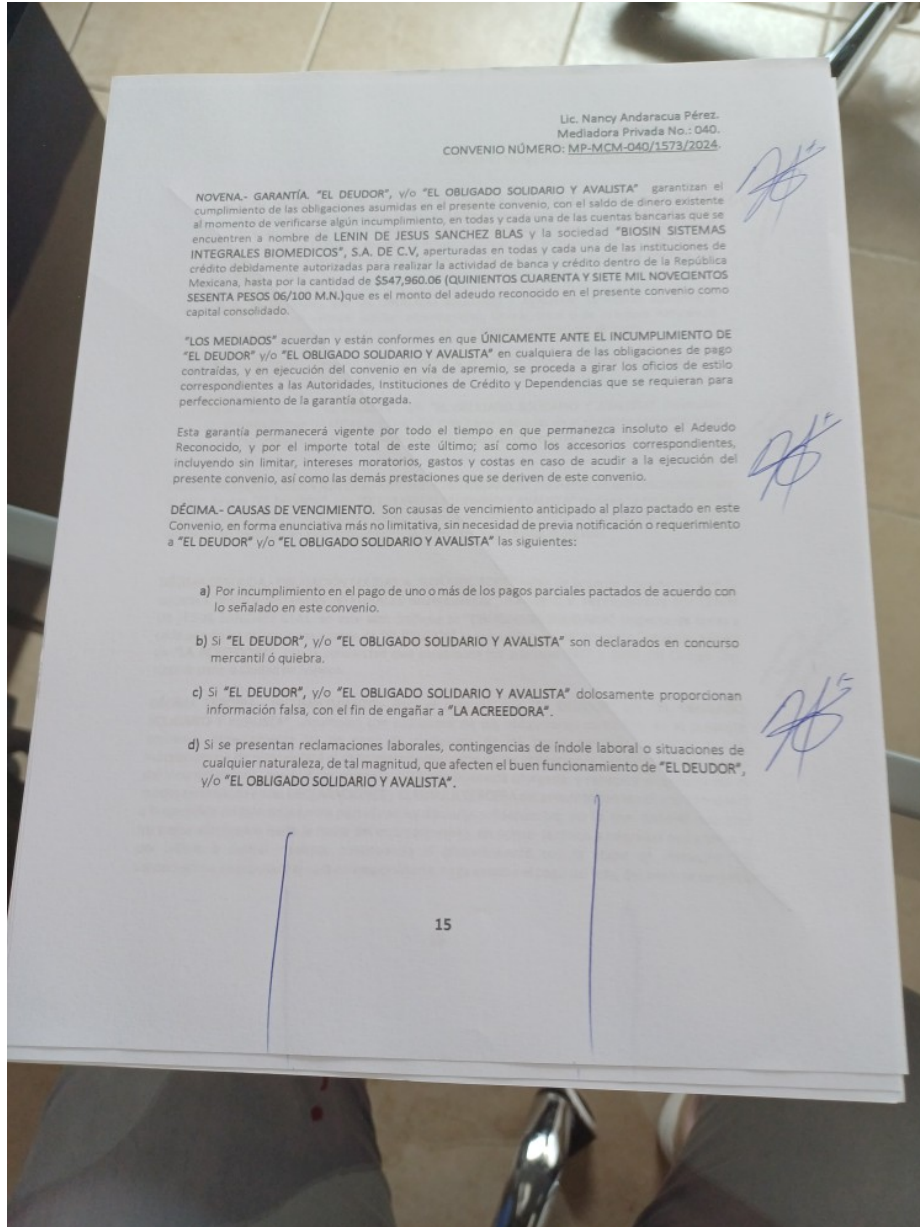 Lic. Nancy Andaracua Pérez.
Mediadora Privada No.: 040.
CONVENIO NÚMERO: MP-MCM-040/1573/2024.
NOVENA.- GARANTÍA. "EL DEUDOR", y/o "EL OBLIGADO SOLIDARIO Y AVALISTA" garantizan el
cumplimiento de las obligaciones asumidas en el presente convenio, con el saldo de dinero existente
al momento de verificarse algún incumplimiento, en todas y cada una de las cuentas bancarias que se
encuentren a nombre de LENIN DE JESUS SANCHEZ BLAS y la sociedad "BIOSIN SISTEMAS
INTEGRALES BIOMEDICOS", S.A. DE C.V, aperturadas en todas y cada una de las instituciones de
crédito debidamente autorizadas para realizar la actividad de banca y crédito dentro de la República
Mexicana, hasta por la cantidad de $547,960.06 (QUINIENTOS CUARENTA Y SIETE MIL NOVECIENTOS
SESENTA PESOS 06/100 M.N.)que es el monto del adeudo reconocido en el presente convenio como
capital consolidado.
"LOS MEDIADOS" acuerdan y están conformes en que ÚNICAMENTE ANTE EL INCUMPLIMIENTO DE
"EL DEUDOR" y/o "EL OBLIGADO SOLIDARIO Y AVALISTA" en cualquiera de las obligaciones de pago
contraídas, y en ejecución del convenio en vía de apremio, se proceda a girar los oficios de estilo
correspondientes a las Autoridades, Instituciones de Crédito y Dependencias que se requieran para
perfeccionamiento de la garantía otorgada.
Esta garantía permanecerá vigente por todo el tiempo en que permanezca insoluto el Adeudo
Reconocido, y por el importe total de este último; así como los accesorios correspondientes,
incluyendo sin limitar, intereses moratorios, gastos y costas en caso de acudir a la ejecución del
presente convenio, así como las demás prestaciones que se deriven de este convenio.
DÉCIMA.- CAUSAS DE VENCIMIENTO. Son causas de vencimiento anticipado al plazo pactado en este
Convenio, en forma enunciativa más no limitativa, sin necesidad de previa notificación o requerimiento
a "EL DEUDOR" y/o "EL OBLIGADO SOLIDARIO Y AVALISTA" las siguientes:
a) Por incumplimiento en el pago de uno o más de los pagos parciales pactados de acuerdo con
lo señalado en este convenio.
b) Si "EL DEUDOR", y/o "EL OBLIGADO SOLIDARIO Y AVALISTA" son declarados en concurso
mercantil ó quiebra.
c) Si "EL DEUDOR", y/o "EL OBLIGADO SOLIDARIO Y AVALISTA" dolosamente proporcionan
información falsa, con el fin de engañar a "LA ACREEDORA".
d) Si se presentan reclamaciones laborales, contingencias de índole laboral o situaciones de
cualquier naturaleza, de tal magnitud, que afecten el buen funcionamiento de "EL DEUDOR",
y/o "EL OBLIGADO SOLIDARIO Y AVALISTA".
15